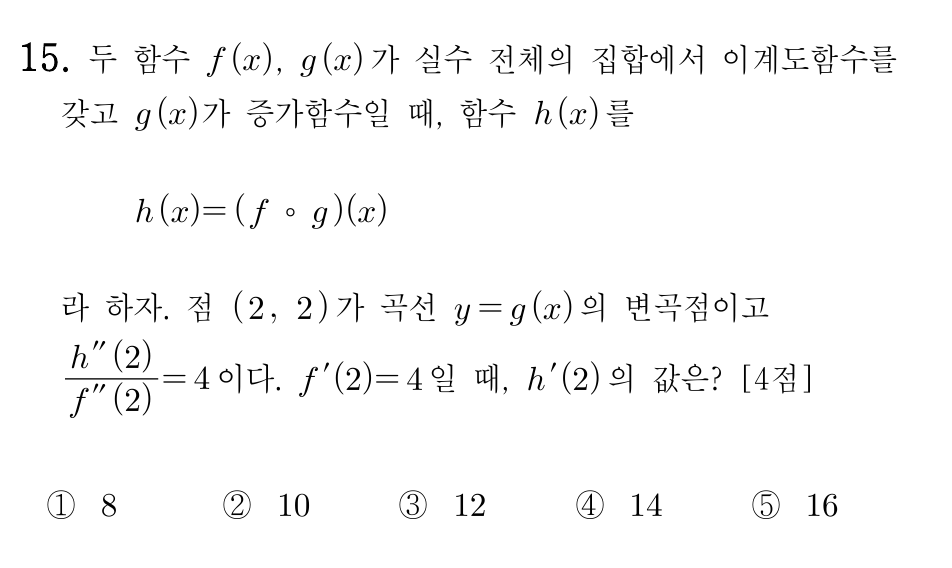 15. 두 함수 f(x), g(x)가 실수 전체의 집합에서 이계도함수를
갖고 g(x)가 증가함수일 때, 함수 h(x)를
h(x)=(f∘g)(x)
라 하자. 점 (2, 2)가 곡선 y=g(x)의 변곡점이고
h″(2)/f″(2)=4이다. f′(2)=4일 때, h′(2)의 값은? [4점]
① 8 ② 10 ③ 12 ④ 14 ⑤ 16